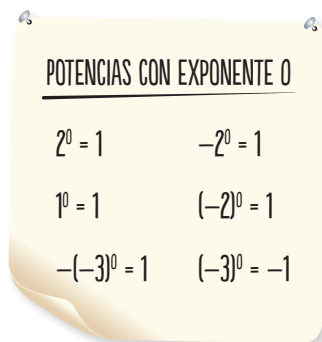 POTENCIAS CON EXPONENTE 0
2⁰ = 1 –2⁰ = 1
1⁰ = 1 (–2)⁰ = 1
–(–3)⁰ = 1 (–3)⁰ = –1